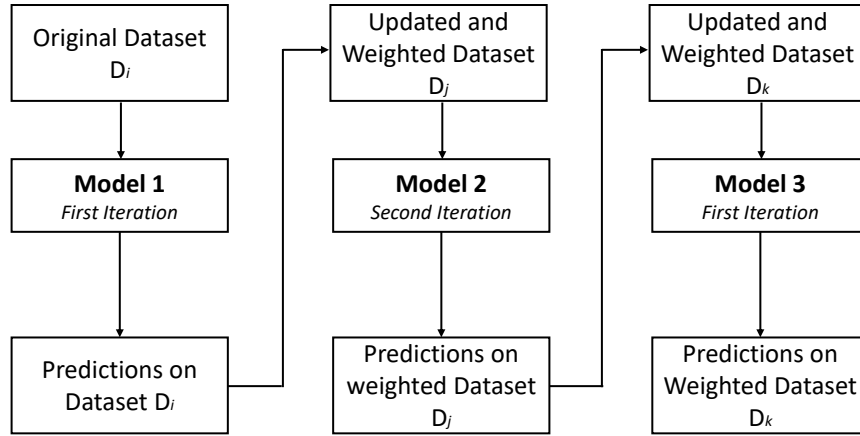 Original Dataset
Di
Model 1
First Iteration
Predictions on
Dataset Di
Updated and
Weighted Dataset
Dj
Model 2
Second Iteration
Predictions on
weighted Dataset
Dj
Updated and
Weighted Dataset
Dk
Model 3
First Iteration
Predictions on
Weighted Dataset
Dk